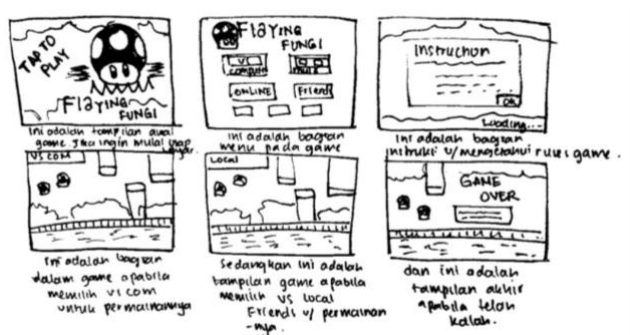 TAP TO
PLAY
FlaYING
FUNGI
Ini adalah tampilan awal
game jika ingin mulai tap
layar.
FlaYING
FUNGI
VS
computer
ONLINE
Friend
Ini adalah bagian
menu pada game
Instruction
OK
Loading...
Ini adalah bagian
instruksi u/ mengetahui rules game.
VS COM
Ini adalah bagian
dalam game apabila
memilih vs com
untuk permainannya
Local
Sedangkan ini adalah
tampilan game apabila
memilih vs local
Friends u/ permainan
-nya.
GAME
OVER
dan ini adalah
tampilan akhir
apabila telah
kalah.